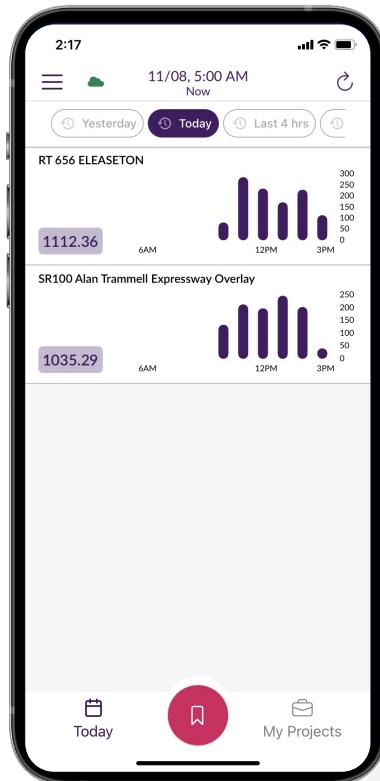 2:17
11/08, 5:00 AM
Now
Yesterday
Today
Last 4 hrs
RT 656 ELEASETON
300
250
200
150
100
50
0
1112.36
6AM
12PM
3PM
SR100 Alan Trammell Expressway Overlay
250
200
150
100
50
0
1035.29
6AM
12PM
3PM
Today
My Projects